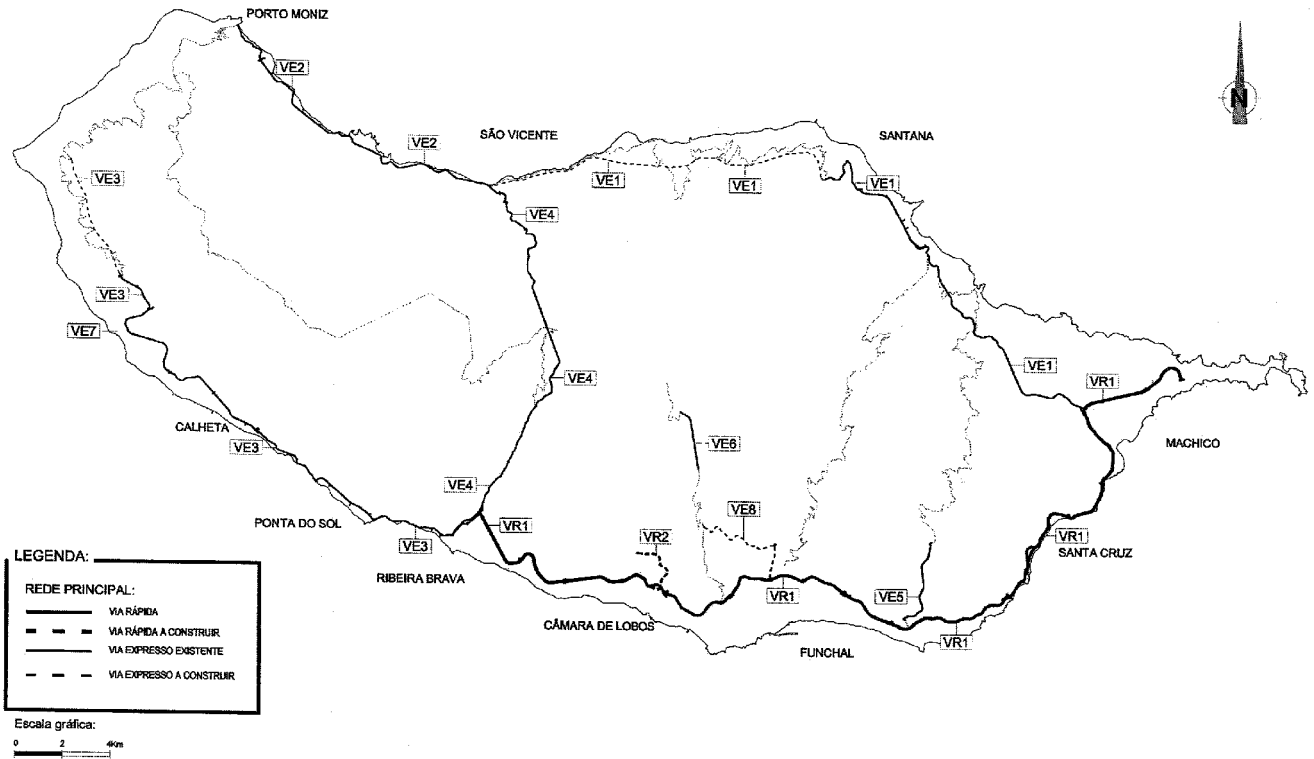 PORTO MONIZ
VE2
SÃO VICENTE
SANTANA
N
VE2
VE3
VE1
VE1
VE1
VE4
VE3
VE7
VE4
VE1
VR1
CALHETA
VE3
VE6
MACHICO
VE4
PONTA DO SOL
VE3
VR1
VR2
VE8
VR1
SANTA CRUZ
RIBEIRA BRAVA
CÂMARA DE LOBOS
VR1
VE5
FUNCHAL
VR1
LEGENDA:
REDE PRINCIPAL:
VIA RÁPIDA
VIA RÁPIDA A CONSTRUIR
VIA EXPRESSO EXISTENTE
VIA EXPRESSO A CONSTRUIR
Escala gráfica:
0 2 4Km